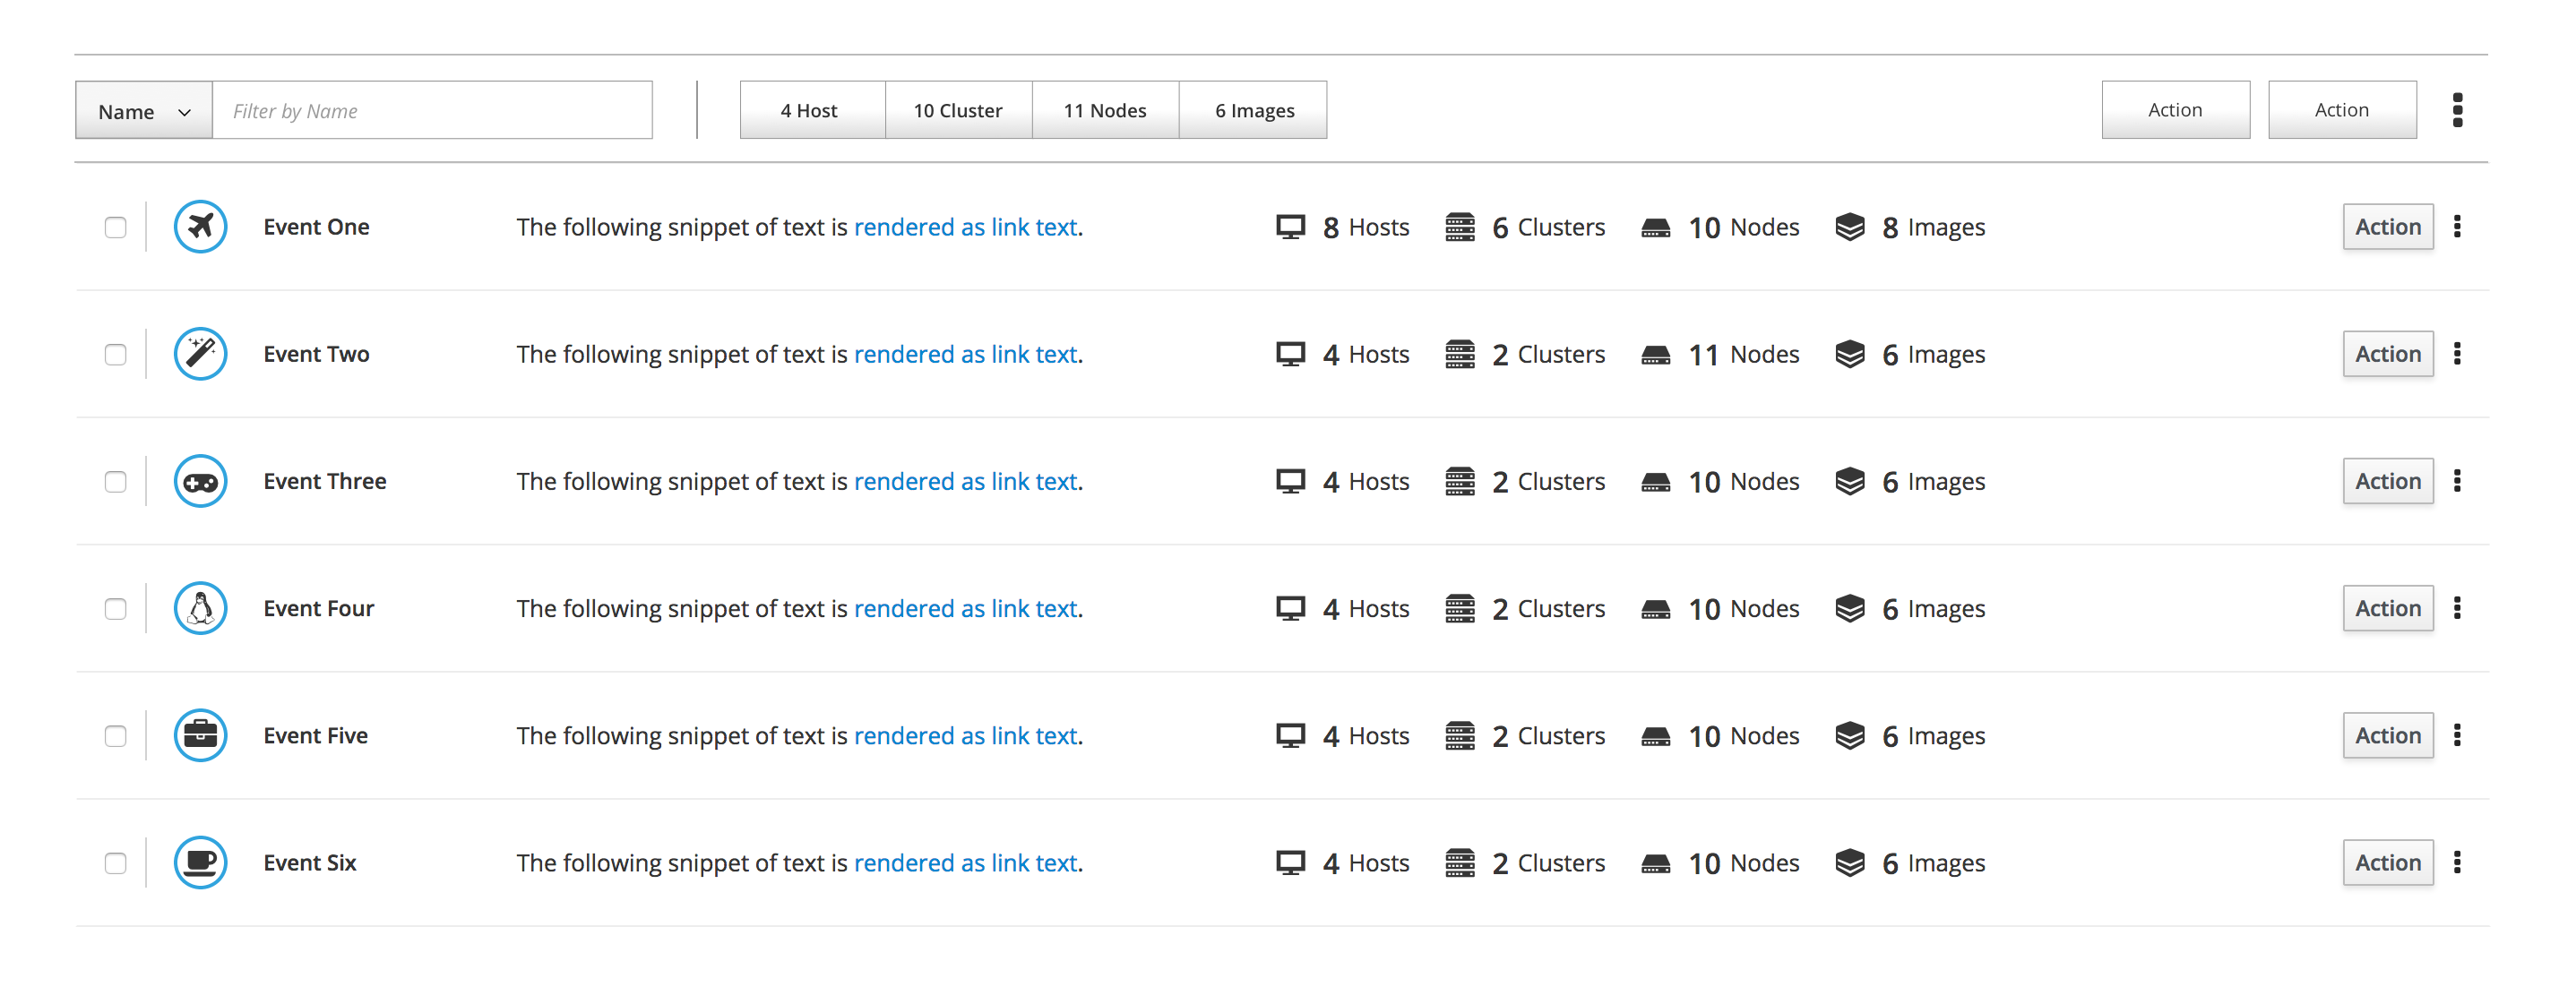 Name Filter by Name 4 Host 10 Cluster 11 Nodes 6 Images Action Action
Event One The following snippet of text is rendered as link text. 8 Hosts 6 Clusters 10 Nodes 8 Images Action
Event Two The following snippet of text is rendered as link text. 4 Hosts 2 Clusters 11 Nodes 6 Images Action
Event Three The following snippet of text is rendered as link text. 4 Hosts 2 Clusters 10 Nodes 6 Images Action
Event Four The following snippet of text is rendered as link text. 4 Hosts 2 Clusters 10 Nodes 6 Images Action
Event Five The following snippet of text is rendered as link text. 4 Hosts 2 Clusters 10 Nodes 6 Images Action
Event Six The following snippet of text is rendered as link text. 4 Hosts 2 Clusters 10 Nodes 6 Images Action